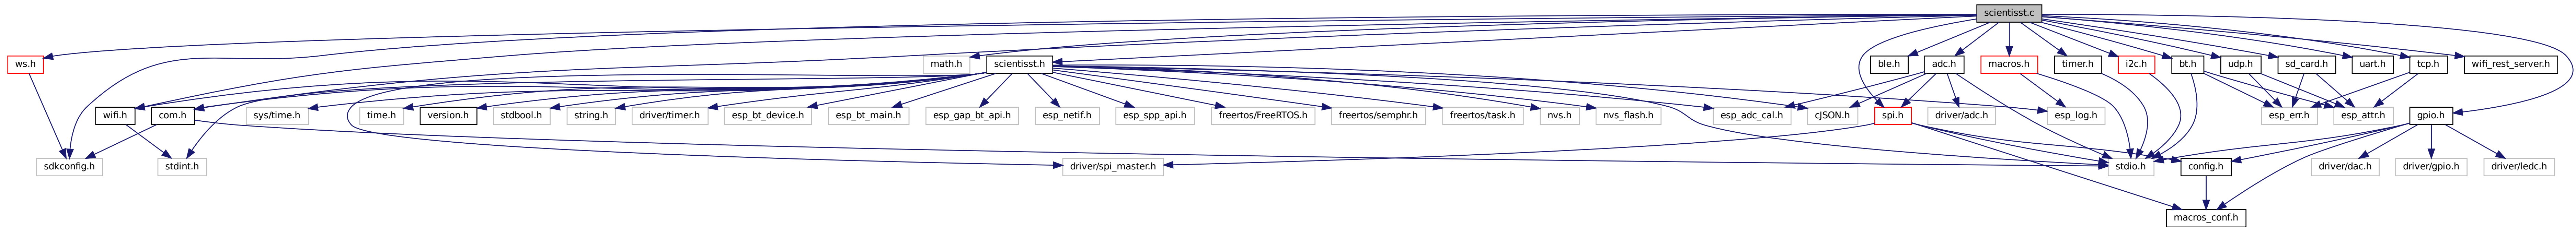 scientisst.c
ws.h
math.h
scientisst.h
ble.h
adc.h
macros.h
timer.h
i2c.h
bt.h
udp.h
sd_card.h
uart.h
tcp.h
wifi_rest_server.h
wifi.h
com.h
sys/time.h
time.h
version.h
stdbool.h
string.h
driver/timer.h
esp_bt_device.h
esp_bt_main.h
esp_gap_bt_api.h
esp_netif.h
esp_spp_api.h
freertos/FreeRTOS.h
freertos/semphr.h
freertos/task.h
nvs.h
nvs_flash.h
esp_adc_cal.h
cJSON.h
spi.h
driver/adc.h
esp_log.h
esp_err.h
esp_attr.h
gpio.h
sdkconfig.h
stdint.h
driver/spi_master.h
stdio.h
config.h
driver/dac.h
driver/gpio.h
driver/ledc.h
macros_conf.h